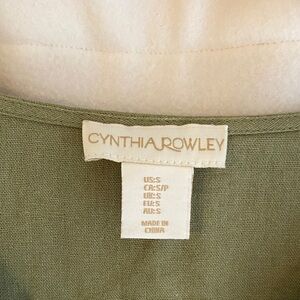 CYNTHIA ROWLEY
US:S
CA:S/P
UK:S
EU:S
AU:S
MADE IN
CHINA